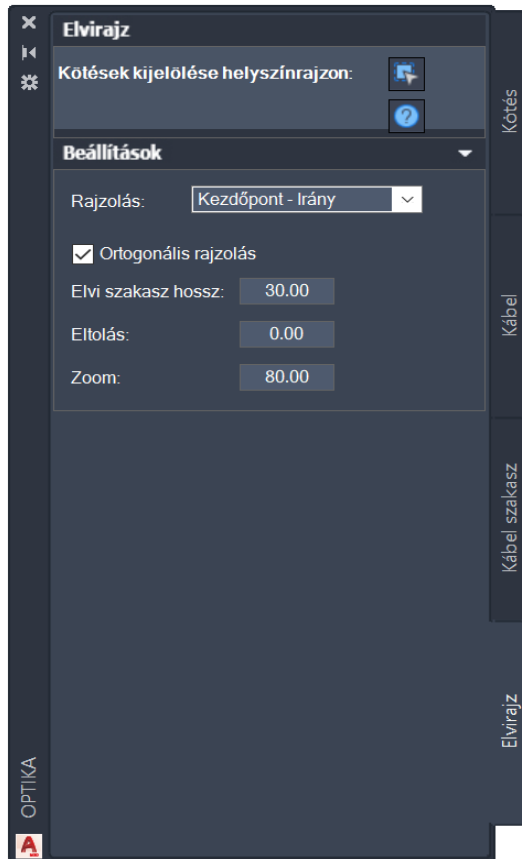 Elvirajz
Kötések kijelölése helyszínrajzon:
?
Beállítások
Rajzolás: Kezdőpont - Irány
Ortogonális rajzolás
Elvi szakasz hossz: 30.00
Eltolás: 0.00
Zoom: 80.00
Kötés
Kábel
Kábel szakasz
Elvirajz
OPTIKA
A